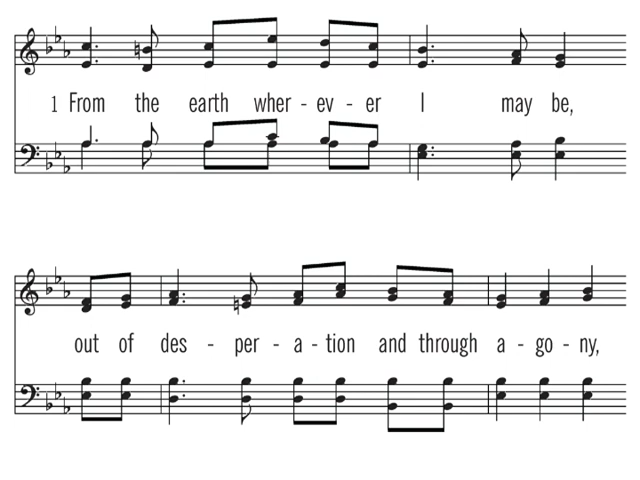 1 From the earth wher - ev - er I may be,
out of des - per - a - tion and through a - go - ny,